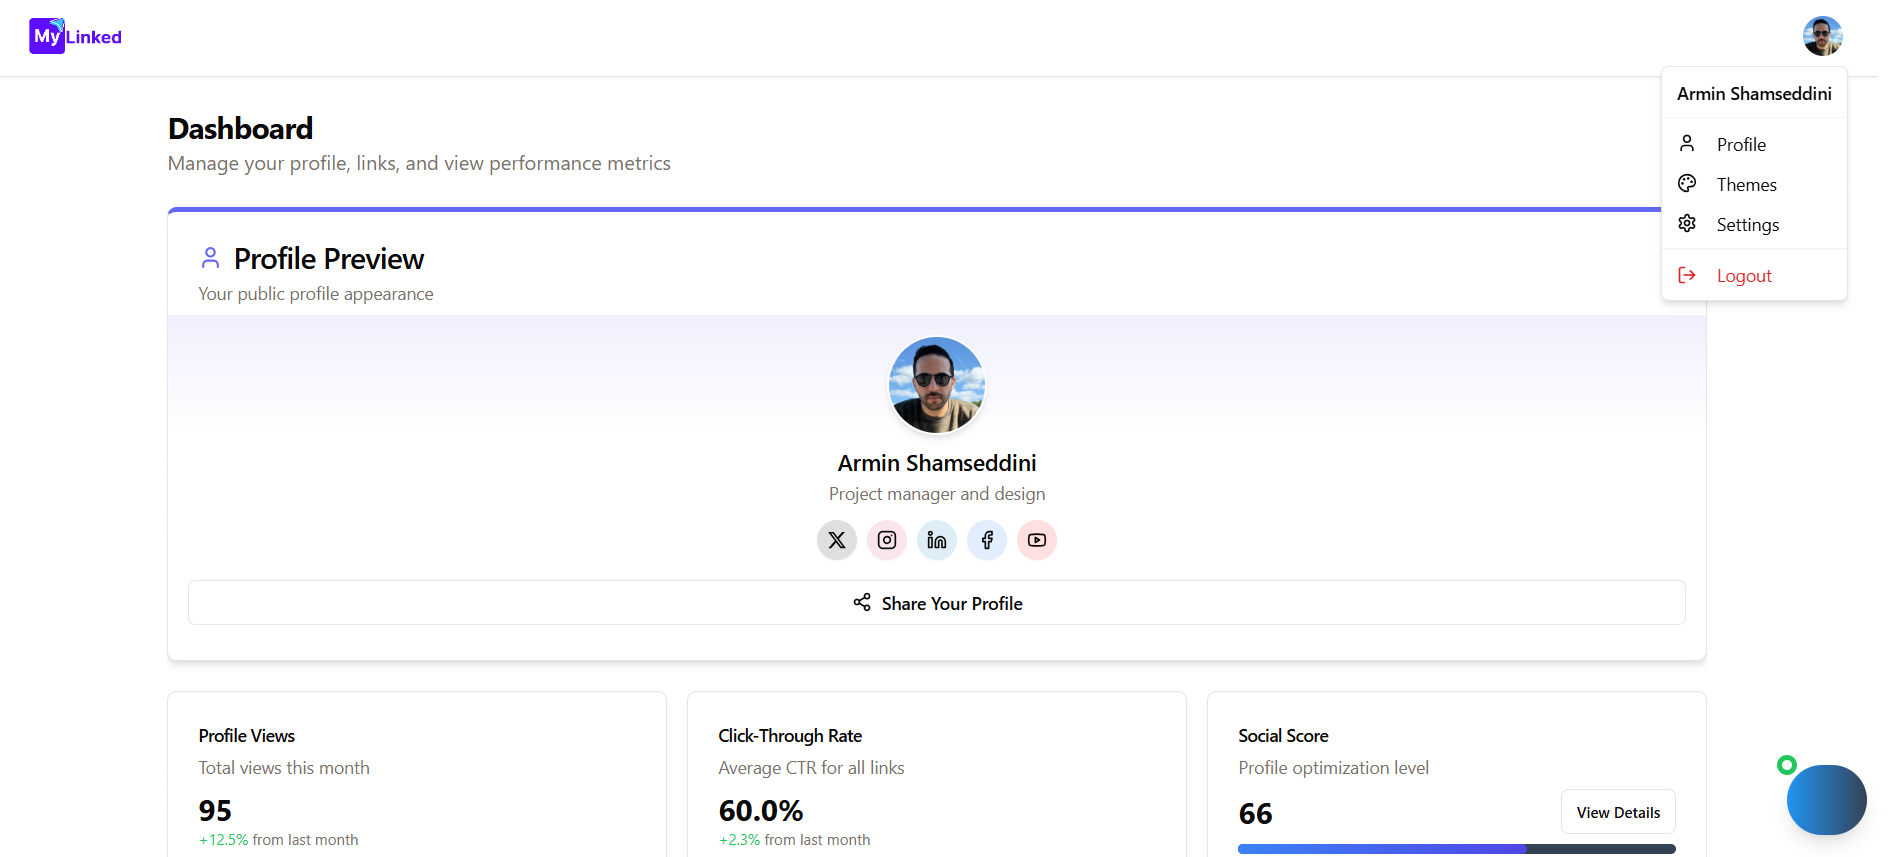 My Linked
Armin Shamseddini
Profile
Themes
Settings
Logout
Dashboard
Manage your profile, links, and view performance metrics
Profile Preview
Your public profile appearance
Armin Shamseddini
Project manager and design
Share Your Profile
Profile Views
Total views this month
95
+12.5% from last month
Click-Through Rate
Average CTR for all links
60.0%
+2.3% from last month
Social Score
Profile optimization level
66
View Details